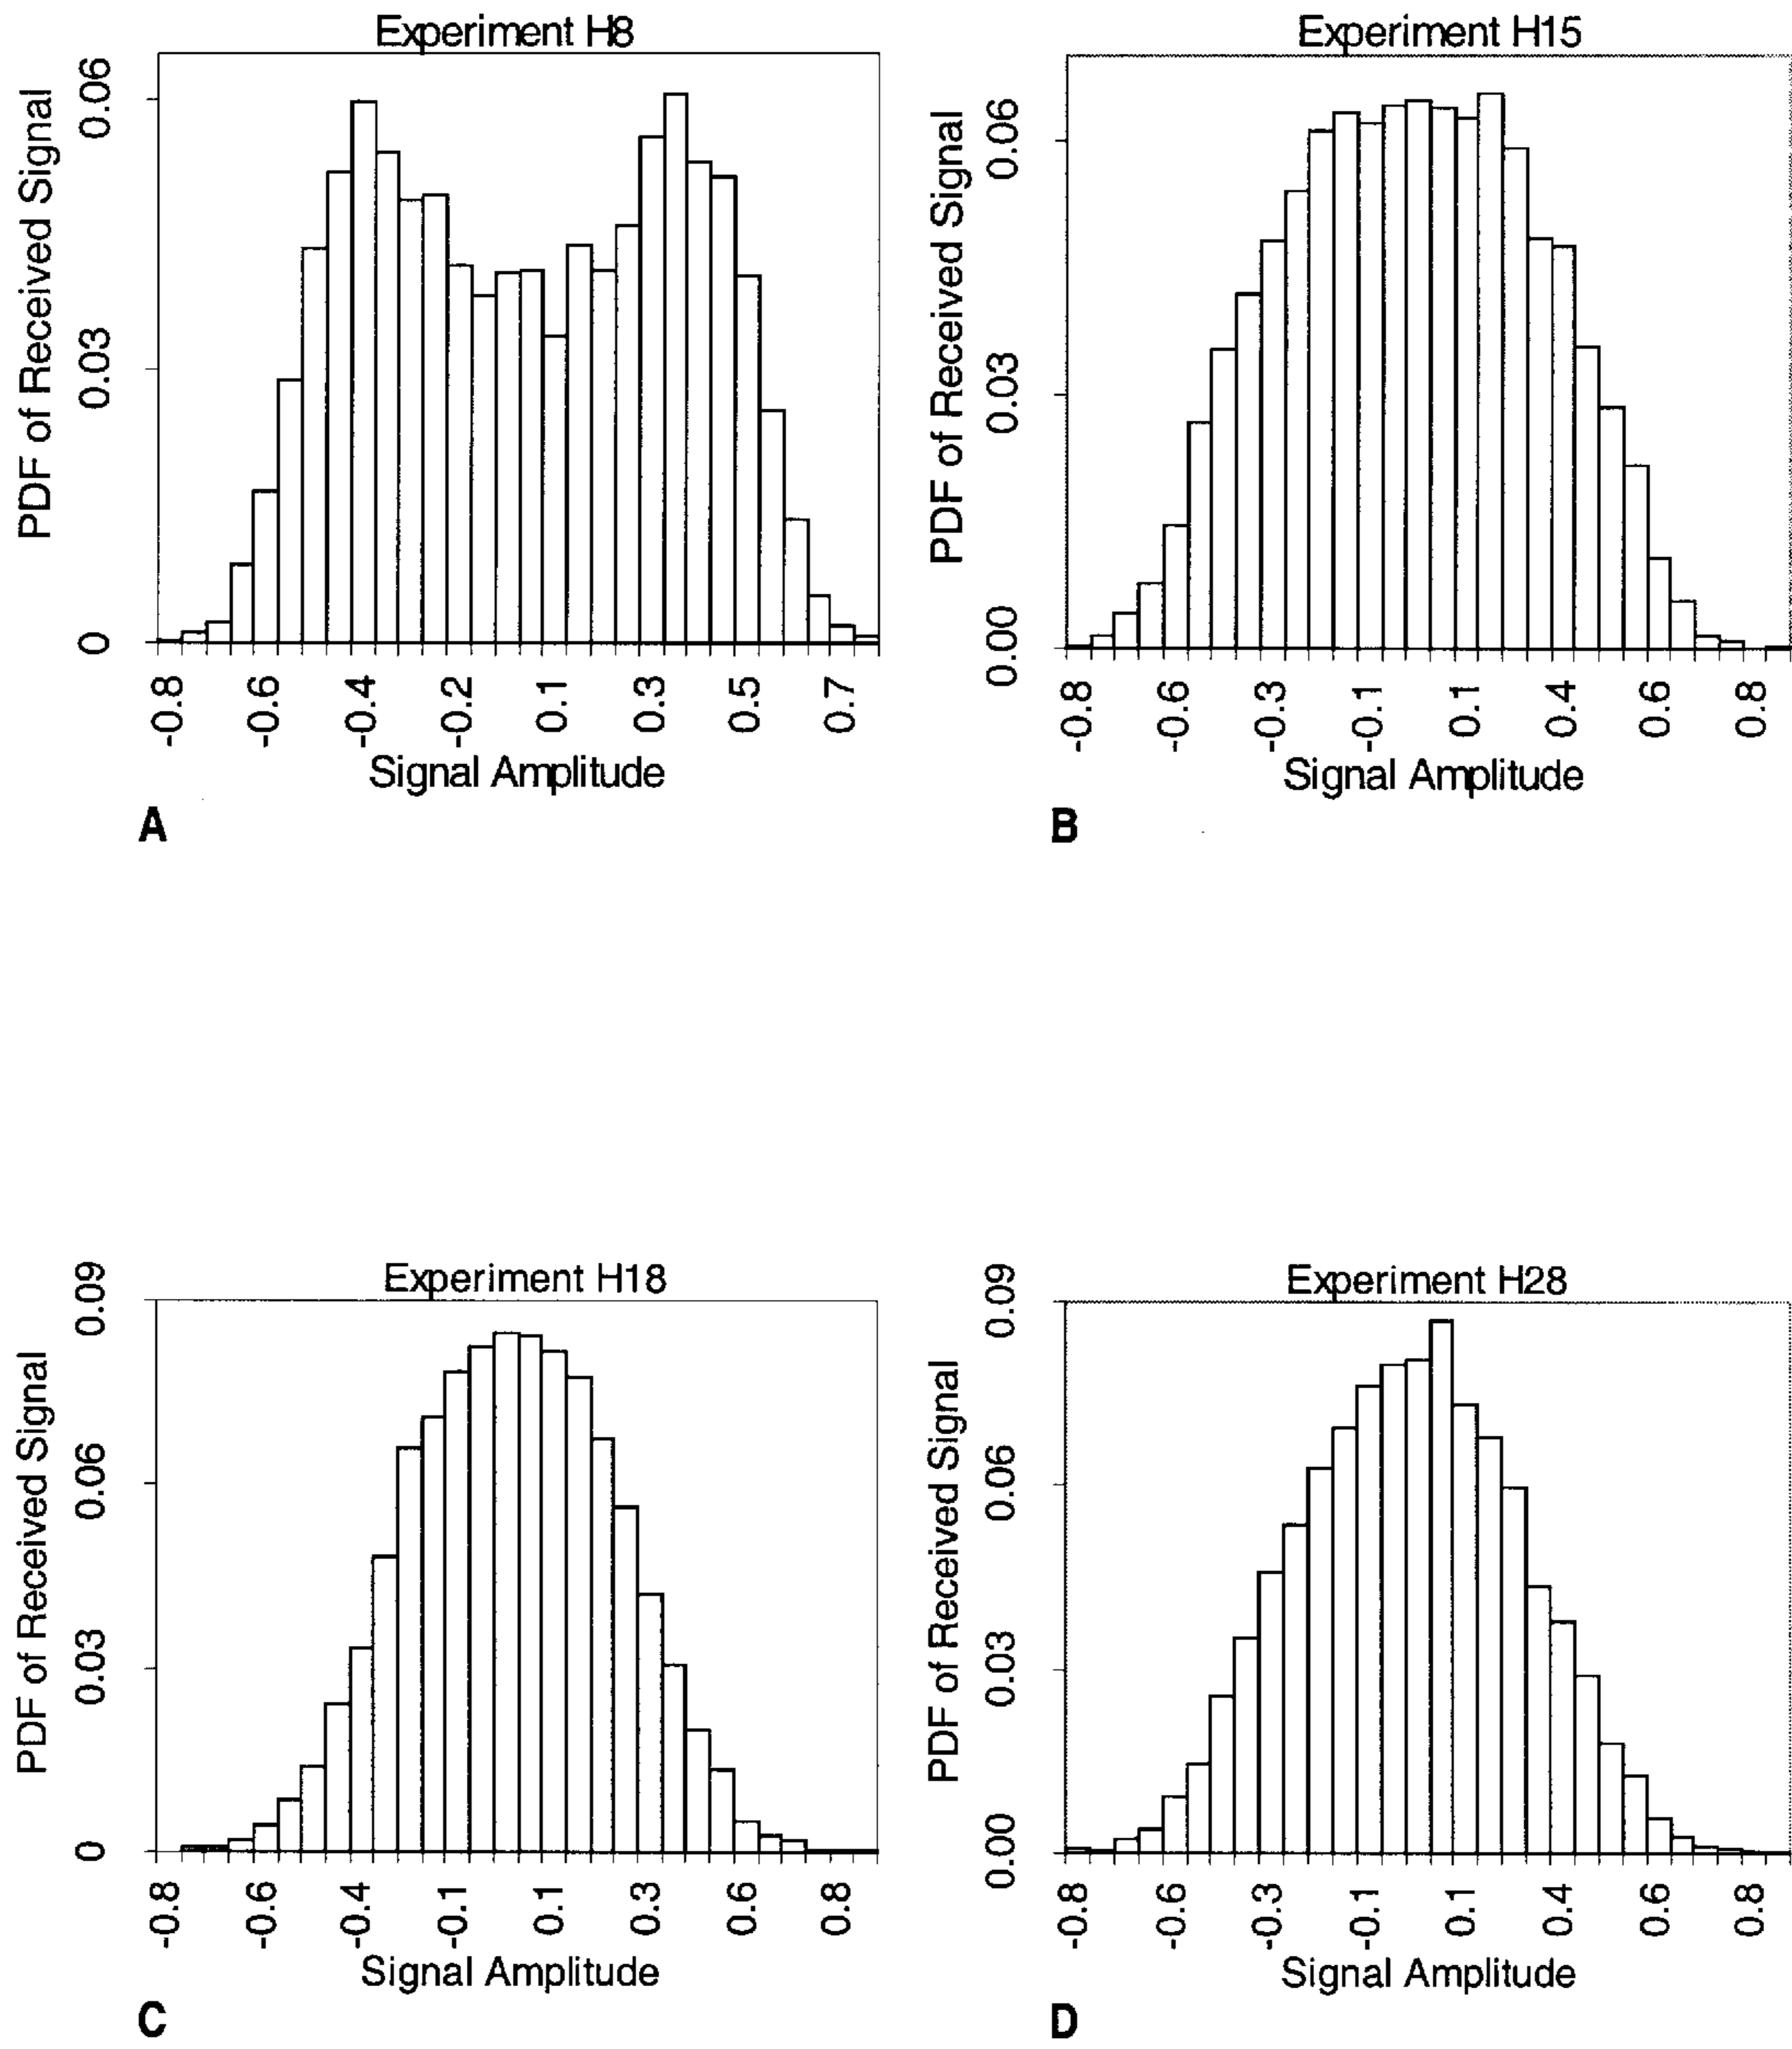 Experiment H8
PDF of Received Signal
0.06
0.03
0
-0.8
-0.6
-0.4
-0.2
0.1
0.3
0.5
0.7
Signal Amplitude
A
Experiment H15
PDF of Received Signal
0.06
0.03
0.00
-0.8
-0.6
-0.3
-0.1
0.1
0.4
0.6
0.8
Signal Amplitude
B
Experiment H18
PDF of Received Signal
0.09
0.06
0.03
0
-0.8
-0.6
-0.4
-0.1
0.1
0.3
0.6
0.8
Signal Amplitude
C
Experiment H28
PDF of Received Signal
0.09
0.06
0.03
0.00
-0.8
-0.6
-0.3
-0.1
0.1
0.4
0.6
0.8
Signal Amplitude
D